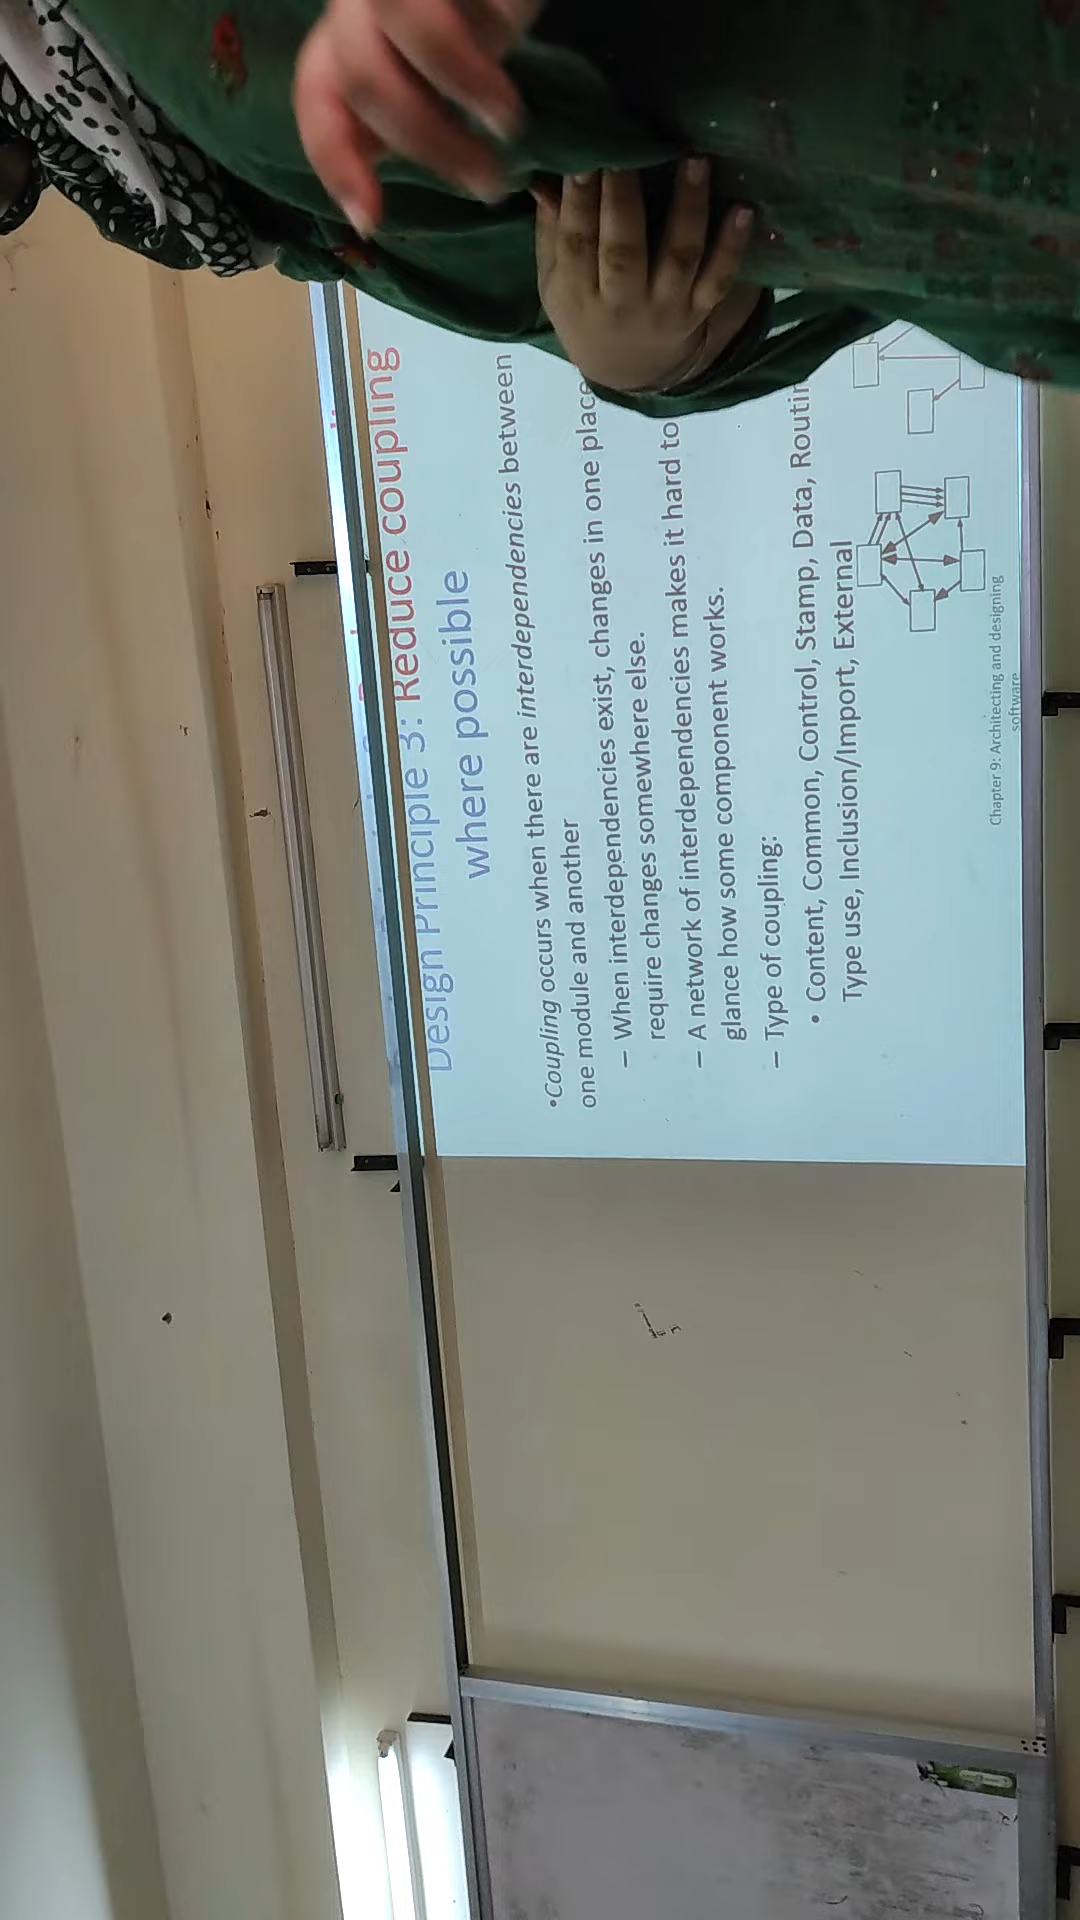 Design Principle 3: Reduce coupling
where possible
•Coupling occurs when there are interdependencies between
one module and another
– When interdependencies exist, changes in one place
require changes somewhere else.
– A network of interdependencies makes it hard to
glance how some component works.
– Type of coupling:
• Content, Common, Control, Stamp, Data,
Type use, Inclusion/Import, External
Chapter 9: Architecting and designing
software